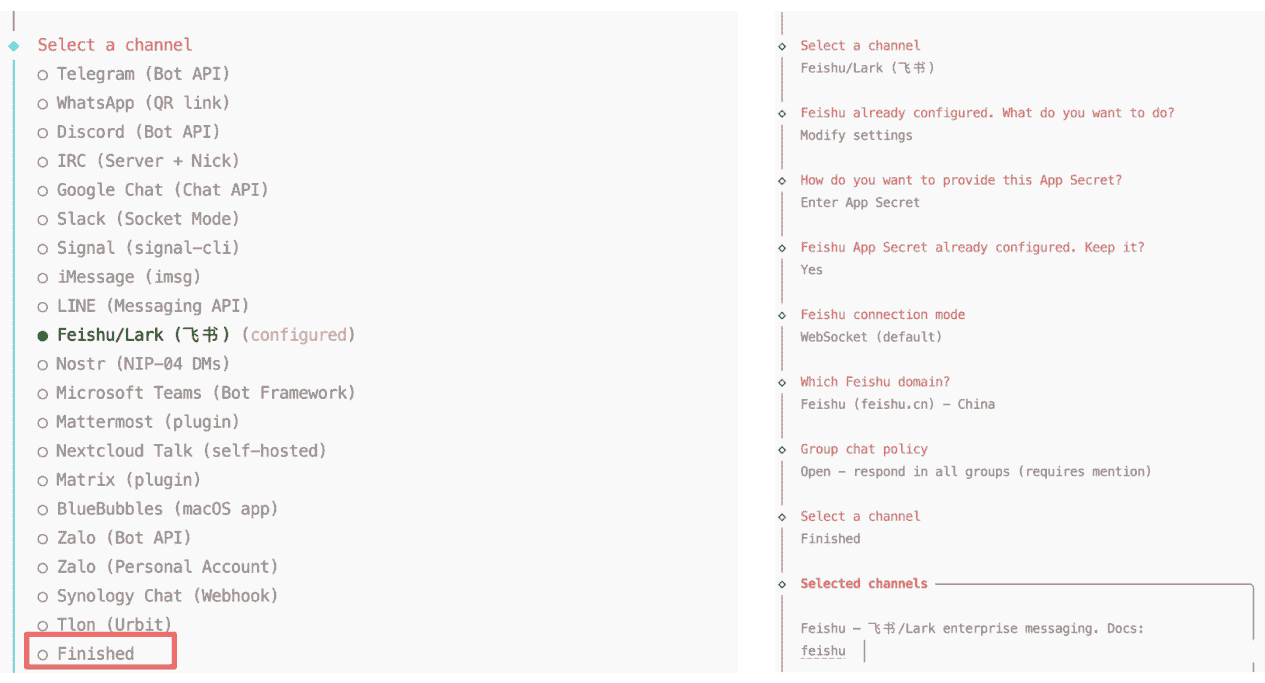 Select a channel
Telegram (Bot API)
WhatsApp (QR link)
Discord (Bot API)
IRC (Server + Nick)
Google Chat (Chat API)
Slack (Socket Mode)
Signal (signal-cli)
iMessage (imsg)
LINE (Messaging API)
Feishu/Lark (飞书) (configured)
Nostr (NIP-04 DMs)
Microsoft Teams (Bot Framework)
Mattermost (plugin)
Nextcloud Talk (self-hosted)
Matrix (plugin)
BlueBubbles (macOS app)
Zalo (Bot API)
Zalo (Personal Account)
Synology Chat (Webhook)
Tlon (Urbit)
Finished
Select a channel
Feishu/Lark (飞书)
Feishu already configured. What do you want to do?
Modify settings
How do you want to provide this App Secret?
Enter App Secret
Feishu App Secret already configured. Keep it?
Yes
Feishu connection mode
WebSocket (default)
Which Feishu domain?
Feishu (feishu.cn) - China
Group chat policy
Open - respond in all groups (requires mention)
Select a channel
Finished
Selected channels
Feishu — 飞书/Lark enterprise messaging. Docs:
feishu